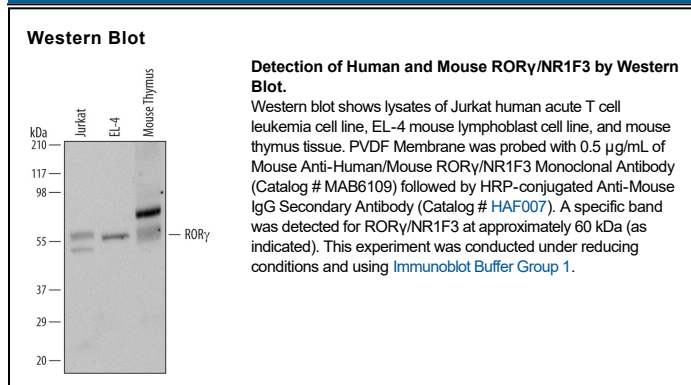 Western Blot
Detection of Human and Mouse RORγ/NR1F3 by Western
Blot.
Western blot shows lysates of Jurkat human acute T cell
leukemia cell line, EL-4 mouse lymphoblast cell line, and mouse
thymus tissue. PVDF Membrane was probed with 0.5 µg/mL of
Mouse Anti-Human/Mouse RORγ/NR1F3 Monoclonal Antibody
(Catalog # MAB6109) followed by HRP-conjugated Anti-Mouse
IgG Secondary Antibody (Catalog # HAF007). A specific band
was detected for RORγ/NR1F3 at approximately 60 kDa (as
indicated). This experiment was conducted under reducing
conditions and using Immunoblot Buffer Group 1.
kDa
Jurkat
EL-4
Mouse Thymus
210
117
98
55
RORγ
37
29
20